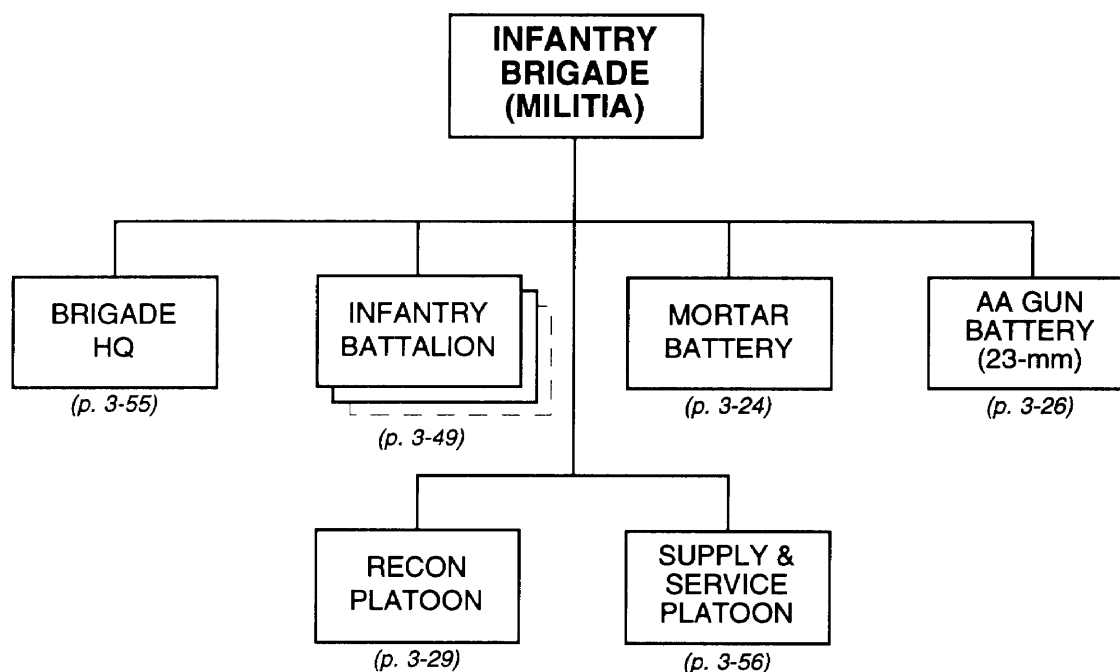 INFANTRY
BRIGADE
(MILITIA)
BRIGADE
HQ
(p. 3-55)
INFANTRY
BATTALION
(p. 3-49)
MORTAR
BATTERY
(p. 3-24)
AA GUN
BATTERY
(23-mm)
(p. 3-26)
RECON
PLATOON
(p. 3-29)
SUPPLY &
SERVICE
PLATOON
(p. 3-56)